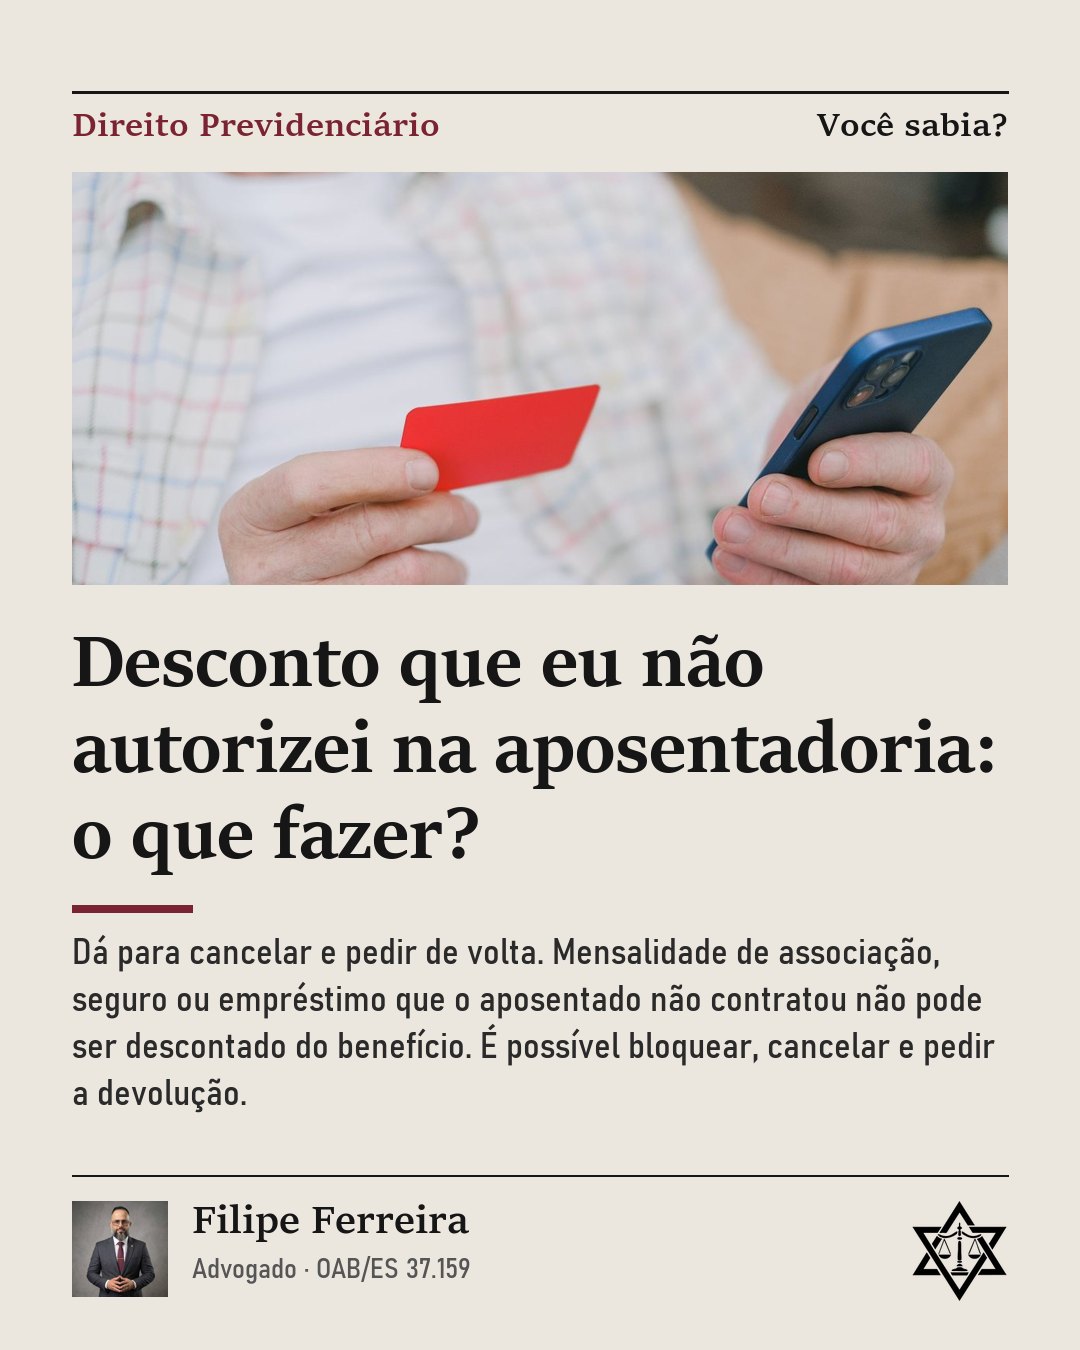 Direito Previdenciário
Você sabia?
Desconto que eu não
autorizei na aposentadoria:
o que fazer?
Dá para cancelar e pedir de volta. Mensalidade de associação,
seguro ou empréstimo que o aposentado não contratou não pode
ser descontado do benefício. É possível bloquear, cancelar e pedir
a devolução.
Filipe Ferreira
Advogado · OAB/ES 37.159